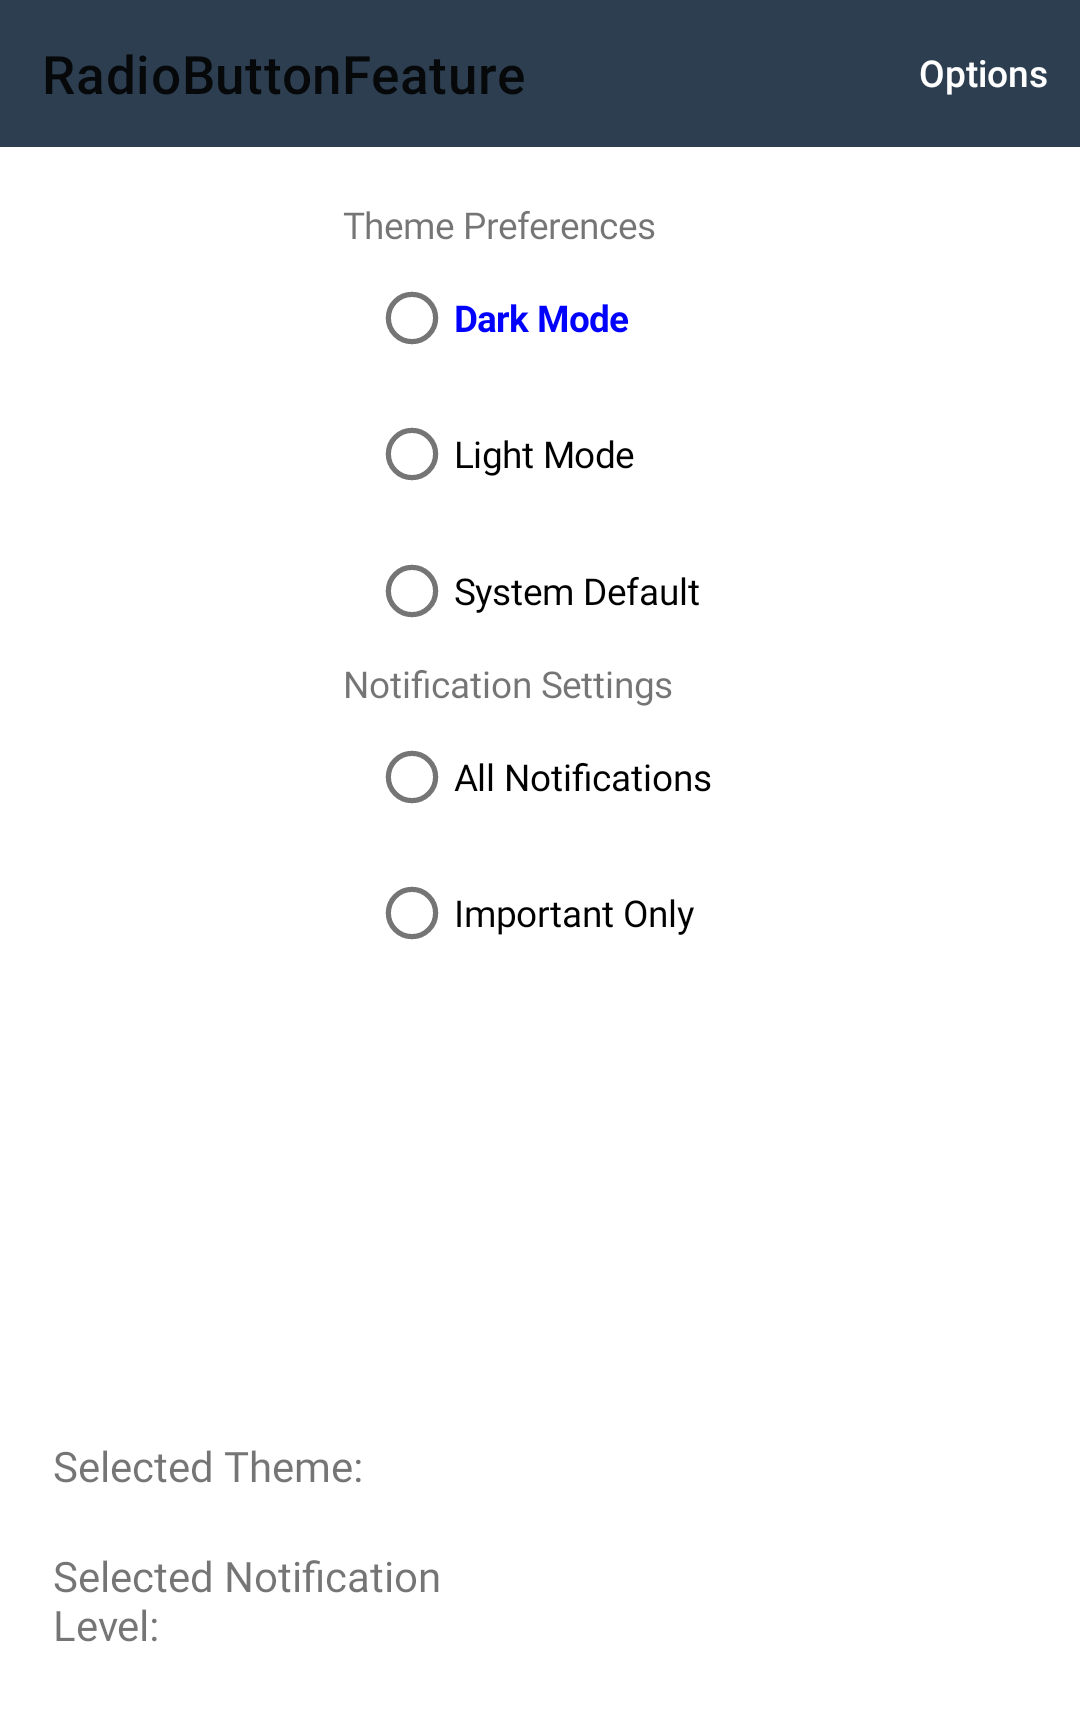 RadioButtonFeature
Options
Theme Preferences
Dark Mode
Light Mode
System Default
Notification Settings
All Notifications
Important Only
Selected Theme:
Selected Notification
Level: